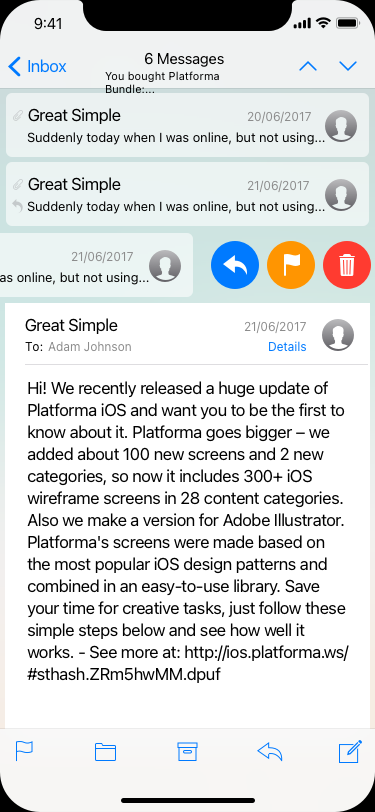 9:41
Inbox
6 Messages
You bought Platforma
Bundle:...
Great Simple
20/06/2017
Suddenly today when I was online, but not using...
Great Simple
21/06/2017
Suddenly today when I was online, but not using...
21/06/2017
as online, but not using...
Great Simple
21/06/2017
To: Adam Johnson
Details
Hi! We recently released a huge update of
Platforma iOS and want you to be the first to
know about it. Platforma goes bigger – we
added about 100 new screens and 2 new
categories, so now it includes 300+ iOS
wireframe screens in 28 content categories.
Also we make a version for Adobe Illustrator.
Platforma's screens were made based on
the most popular iOS design patterns and
combined in an easy-to-use library. Save
your time for creative tasks, just follow these
simple steps below and see how well it
works. - See more at: http://ios.platforma.ws/
#sthash.ZRm5hwMM.dpuf